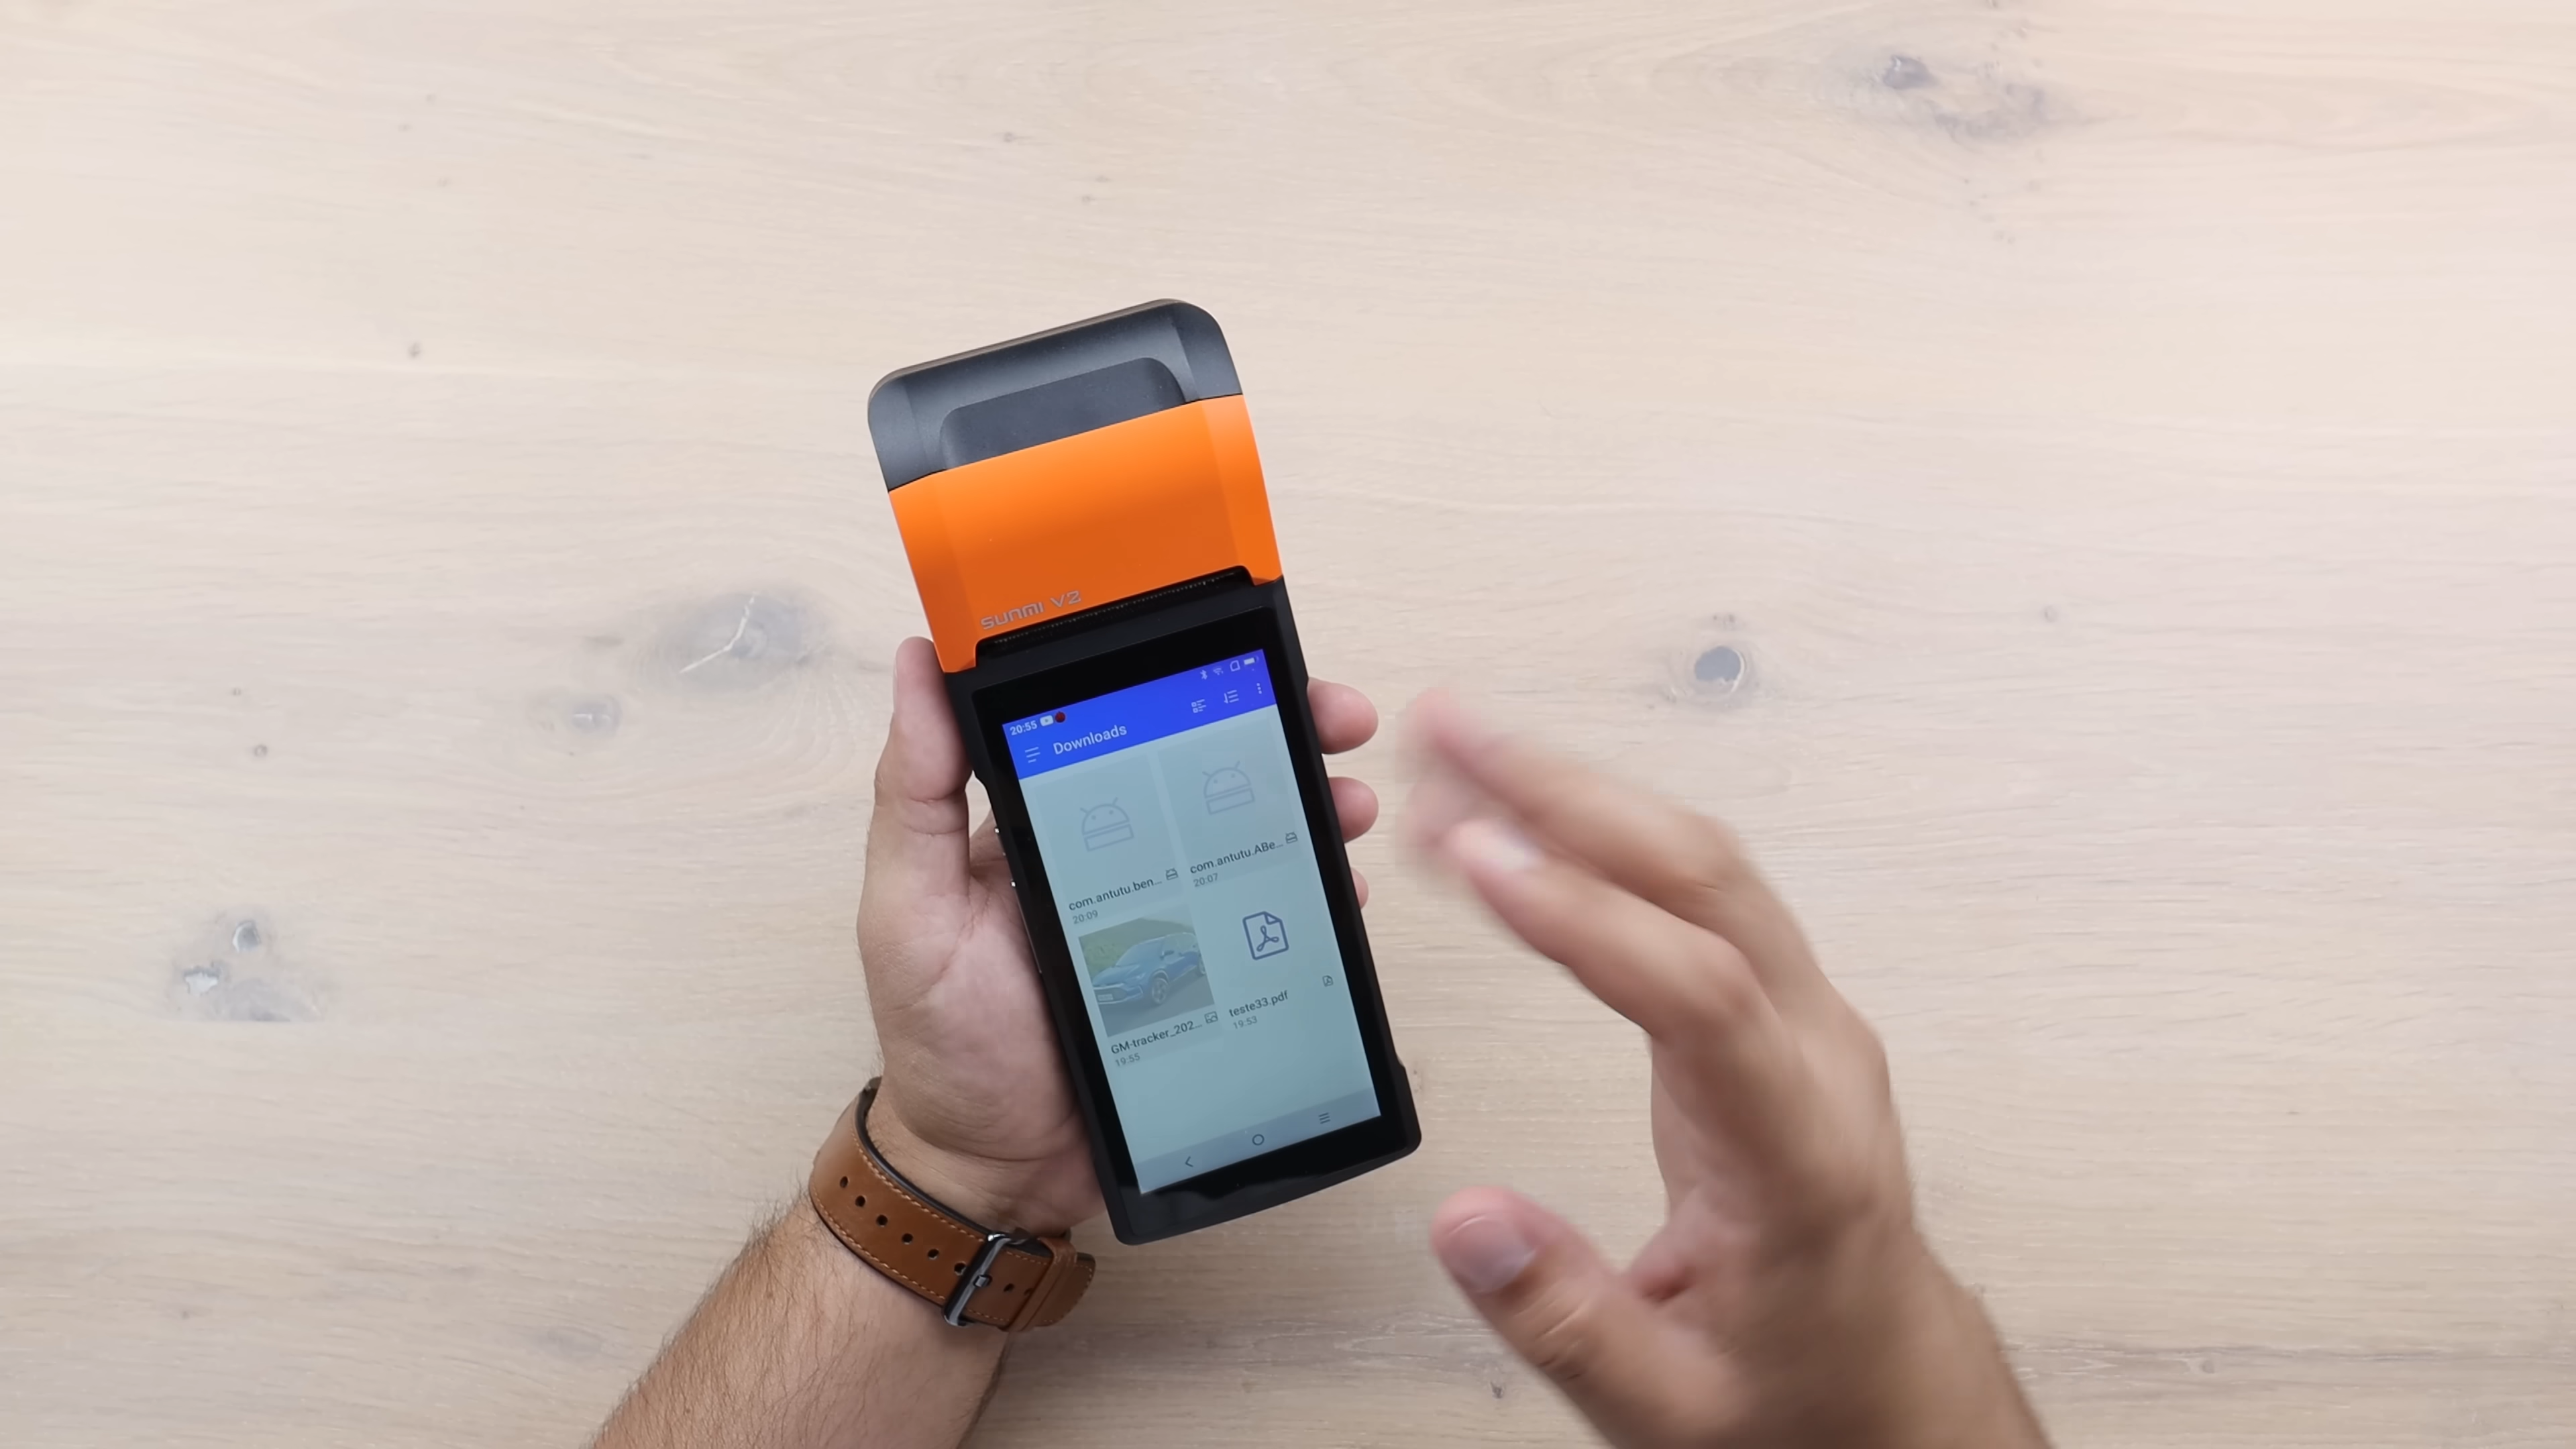 SUNMI V2
20:55
Downloads
com.antutu.ben...
20:09
com.antutu.ABe...
20:07
GM-tracker_202...
19:55
teste33.pdf
19:53